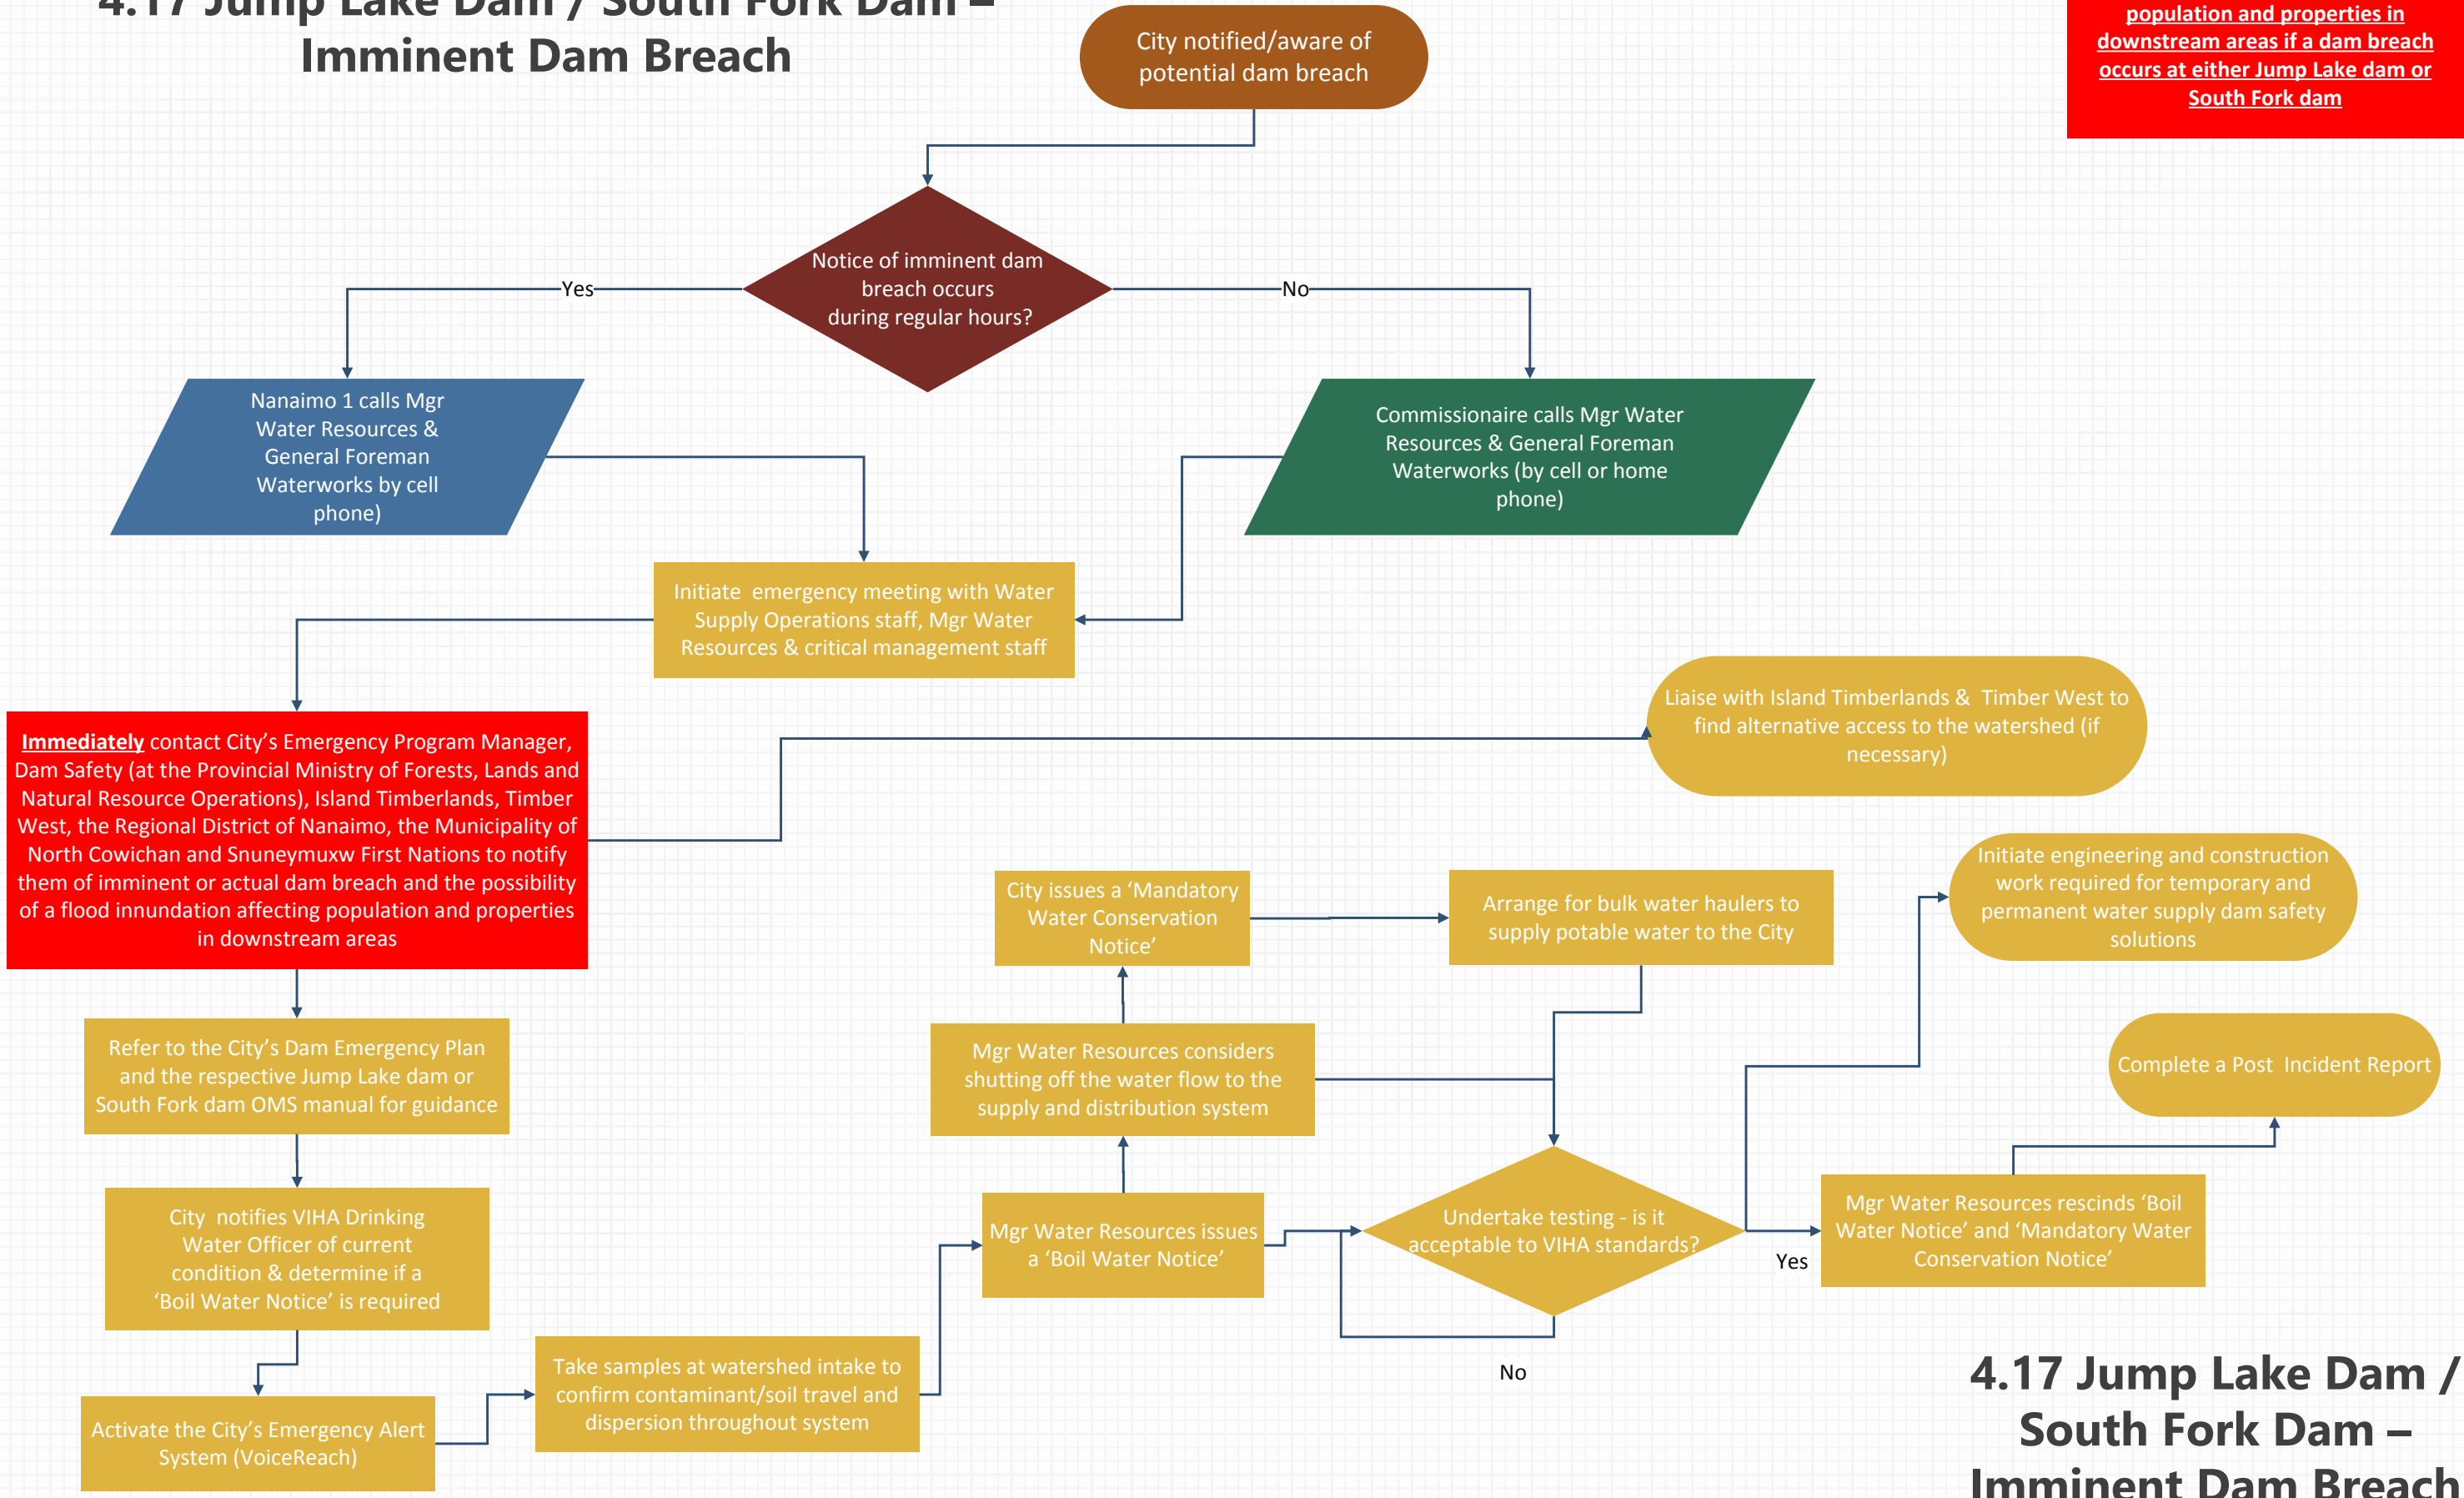 4.17 Jump Lake Dam / South Fork Dam –
Imminent Dam Breach
population and properties in
downstream areas if a dam breach
occurs at either Jump Lake dam or
South Fork dam
City notified/aware of
potential dam breach
Notice of imminent dam
breach occurs
during regular hours?
Yes
No
Nanaimo 1 calls Mgr
Water Resources &
General Foreman
Waterworks by cell
phone)
Commissionaire calls Mgr Water
Resources & General Foreman
Waterworks (by cell or home
phone)
Initiate  emergency meeting with Water
Supply Operations staff, Mgr Water
Resources & critical management staff
Immediately contact City’s Emergency Program Manager,
Dam Safety (at the Provincial Ministry of Forests, Lands and
Natural Resource Operations), Island Timberlands, Timber
West, the Regional District of Nanaimo, the Municipality of
North Cowichan and Snuneymuxw First Nations to notify
them of imminent or actual dam breach and the possibility
of a flood innundation affecting population and properties
in downstream areas
Liaise with Island Timberlands &  Timber West to
find alternative access to the watershed (if
necessary)
Refer to the City’s Dam Emergency Plan
and the respective Jump Lake dam or
South Fork dam OMS manual for guidance
City  notifies VIHA Drinking
Water Officer of current
condition & determine if a
‘Boil Water Notice’ is required
Activate the City’s Emergency Alert
System (VoiceReach)
Take samples at watershed intake to
confirm contaminant/soil travel and
dispersion throughout system
Mgr Water Resources issues
a ‘Boil Water Notice’
Mgr Water Resources considers
shutting off the water flow to the
supply and distribution system
City issues a ‘Mandatory
Water Conservation
Notice’
Arrange for bulk water haulers to
supply potable water to the City
Undertake testing - is it
acceptable to VIHA standards?
No
Yes
Initiate engineering and construction
work required for temporary and
permanent water supply dam safety
solutions
Mgr Water Resources rescinds ‘Boil
Water Notice’ and ‘Mandatory Water
Conservation Notice’
Complete a Post  Incident Report
4.17 Jump Lake Dam /
South Fork Dam –
Imminent Dam Breach